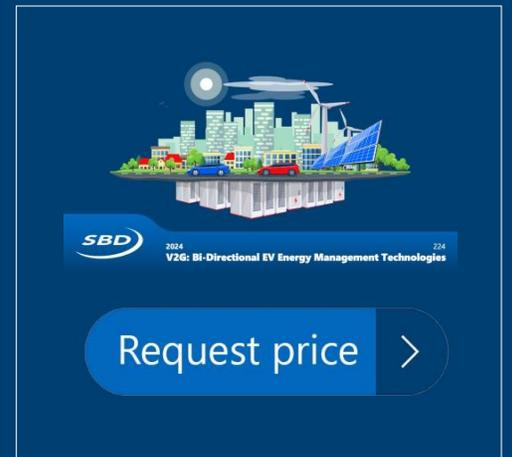 SBD
2024
224
V2G: Bi-Directional EV Energy Management Technologies
Request price